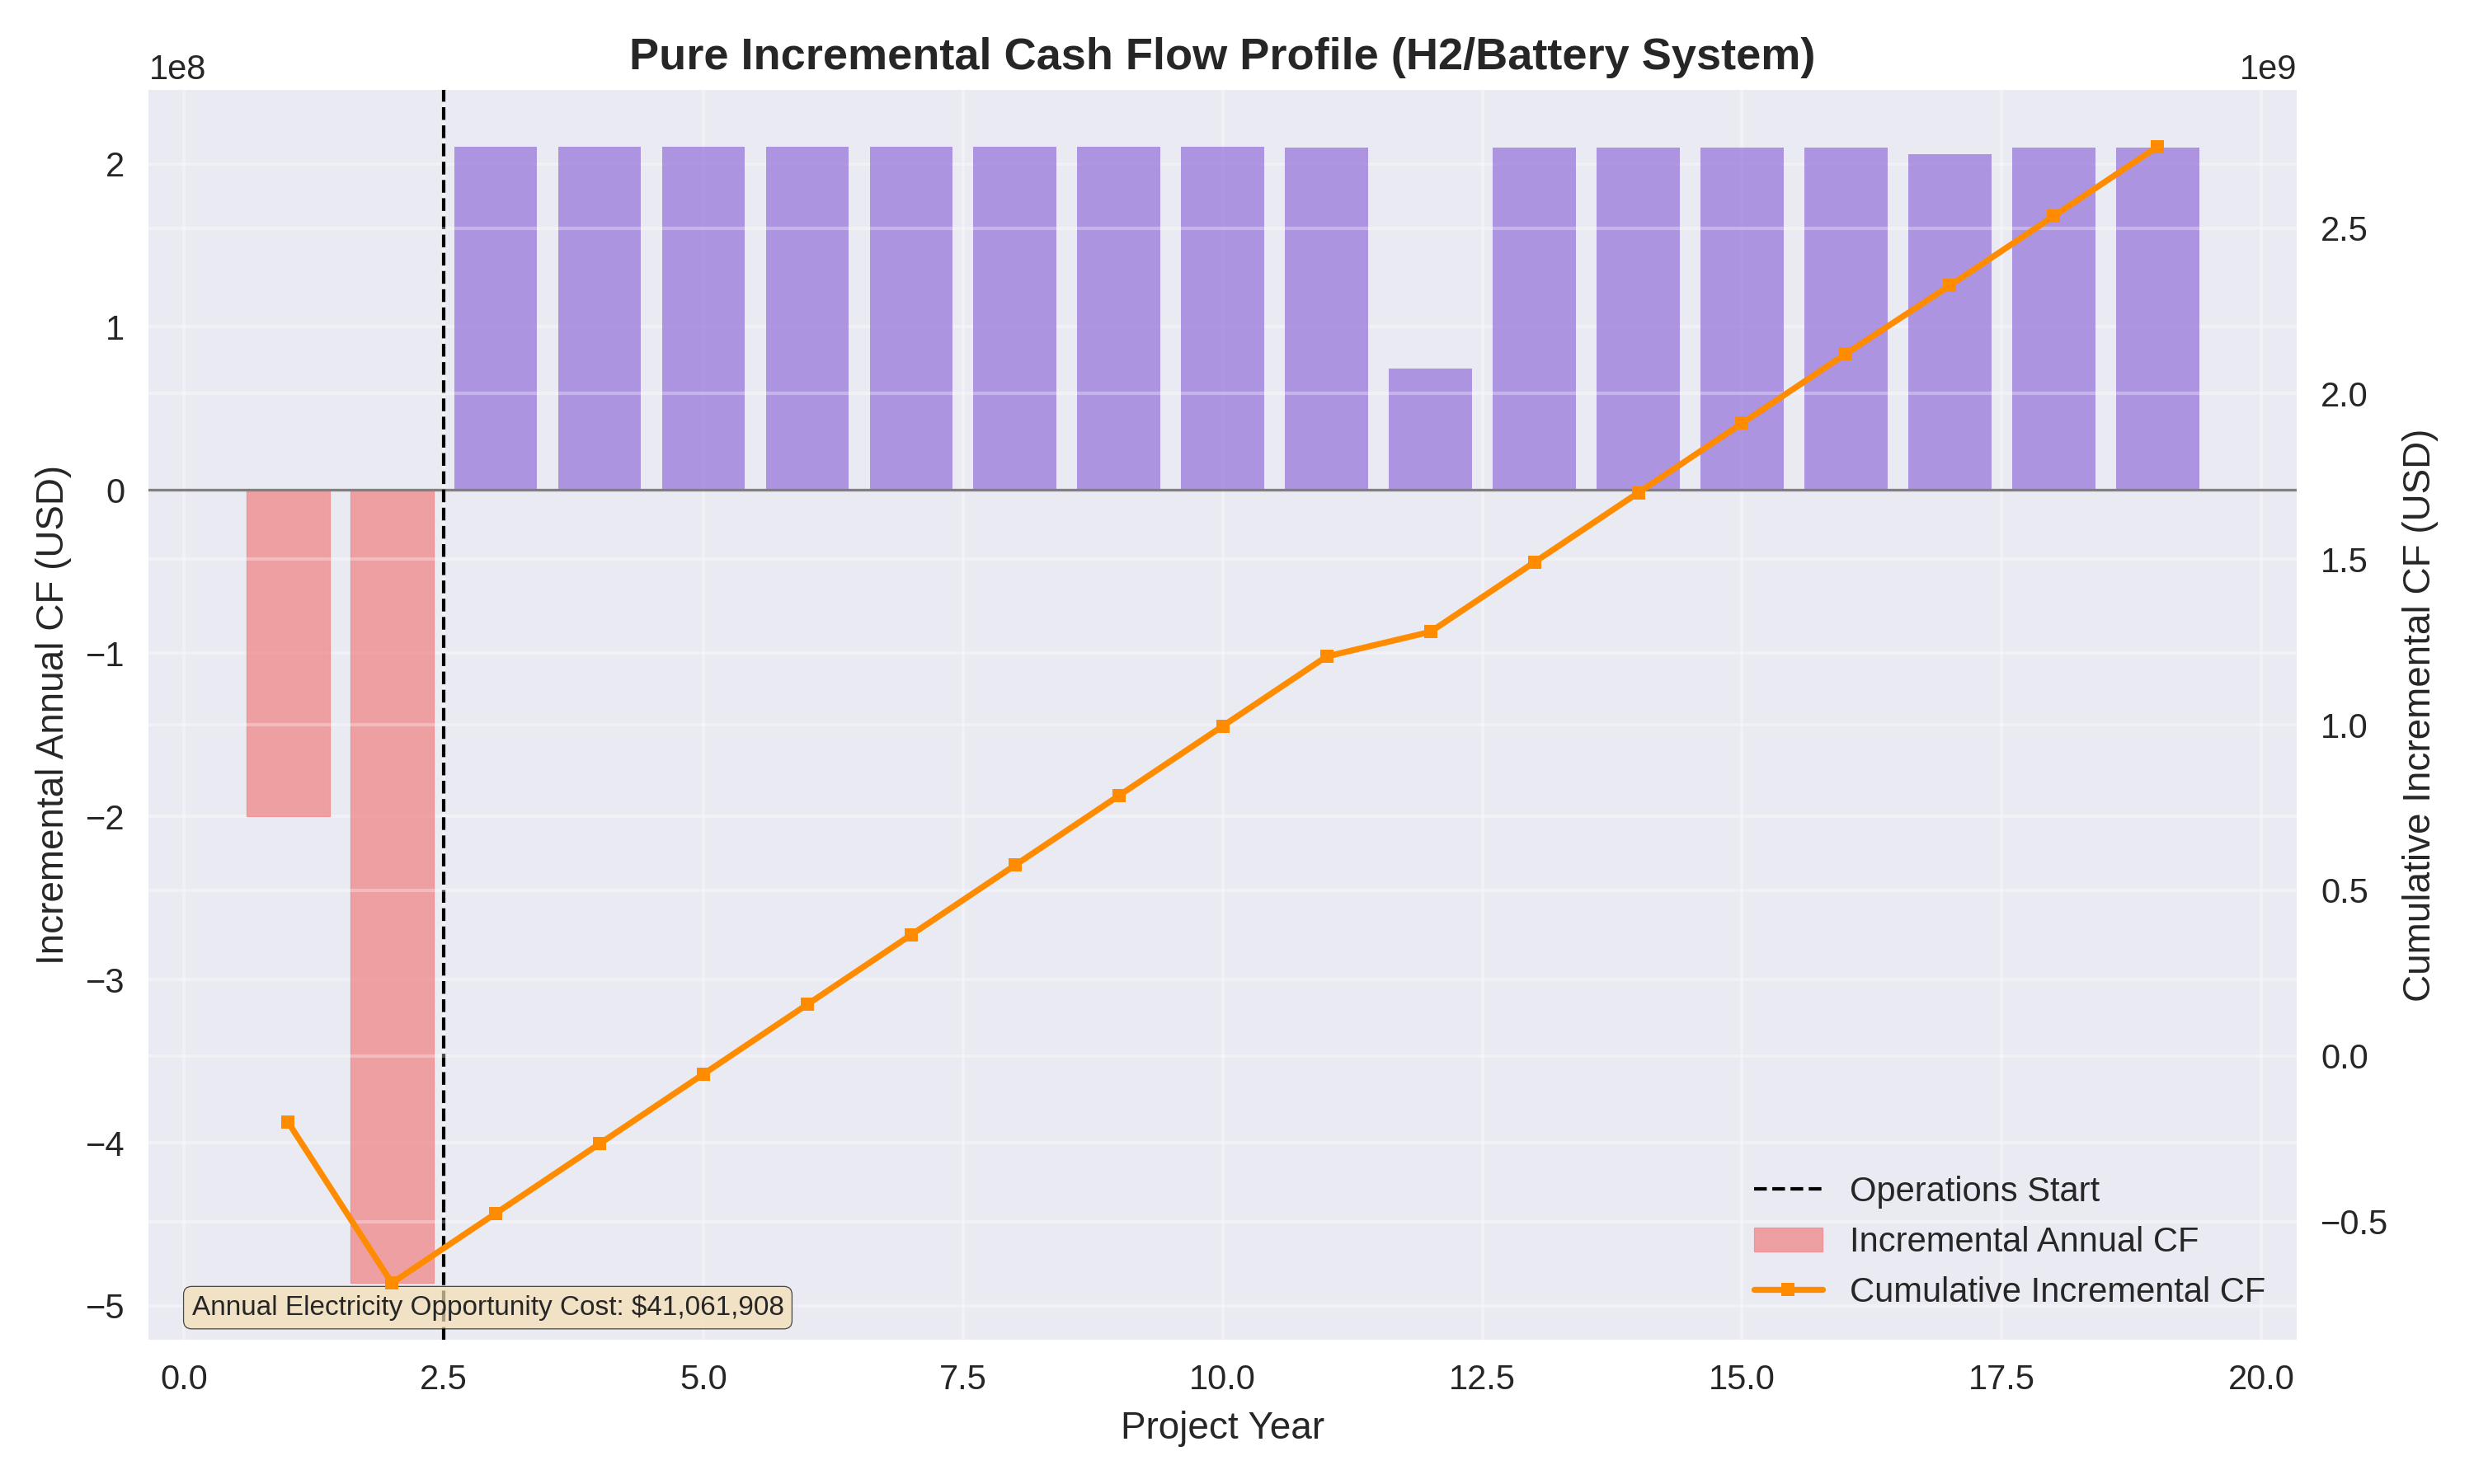 Pure Incremental Cash Flow Profile (H2/Battery System)
1e8
1e9
2
1
0
−1
−2
−3
−4
−5
Incremental Annual CF (USD)
2.5
2.0
1.5
1.0
0.5
0.0
−0.5
Cumulative Incremental CF (USD)
Operations Start
Incremental Annual CF
Cumulative Incremental CF
Annual Electricity Opportunity Cost: $41,061,908
0.0 2.5 5.0 7.5 10.0 12.5 15.0 17.5 20.0
Project Year